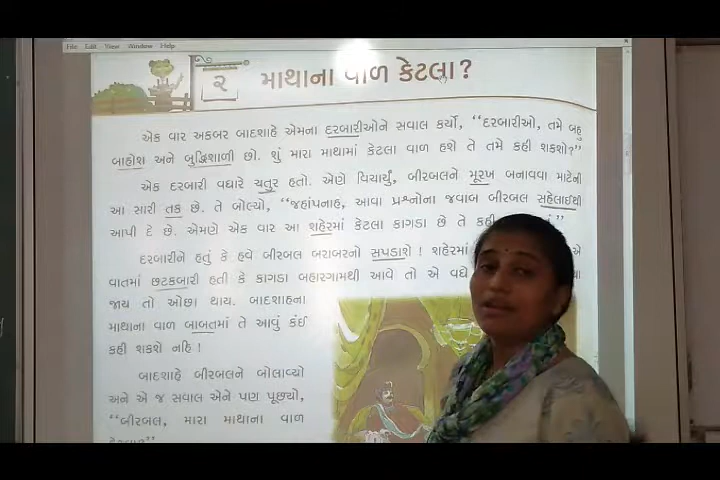 File Edit View Window Help
૨ માથાના વાળ કેટલા?
એક વાર અકબર બાદશાહે એમના દરબારીઓને સવાલ કર્યો, “દરબારીઓ, તમે બહુ
બાહોશ અને બુદ્ધિશાળી છો. શું મારા માથામાં કેટલા વાળ હશે તે તમે કહી શકશો?”
એક દરબારી વધારે ચતુર હતો. એણે વિચાર્યું, બીરબલને મૂરખ બનાવવા માટેની
આ સારી તક છે. તે બોલ્યો, “જહાંપનાહ, આવા પ્રશ્નોના જવાબ બીરબલ સહેલાઈથી
આપી દે છે. એમણે એક વાર આ શહેરમાં કેટલા કાગડા છે તે કહી
દરબારીને હતું કે હવે બીરબલ બરાબરનો સપડાશે! શહેરમાં એ
વાતમાં છટકબારી હતી કે કાગડા બહારગામથી આવે તો એ વધે
જાય તો ઓછા થાય. બાદશાહના
માથાના વાળ બાબતમાં તે આવું કંઈ
કહી શકશે નહિ!
બાદશાહે બીરબલને બોલાવ્યો
અને એ જ સવાલ એને પણ પૂછ્યો,
“બીરબલ, મારા માથાના વાળ